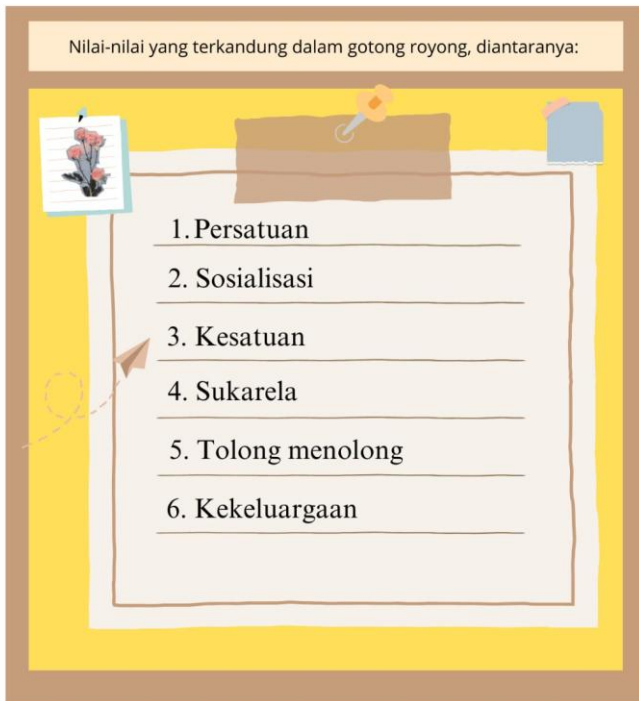 Nilai-nilai yang terkandung dalam gotong royong, diantaranya:
1. Persatuan
2. Sosialisasi
3. Kesatuan
4. Sukarela
5. Tolong menolong
6. Kekeluargaan